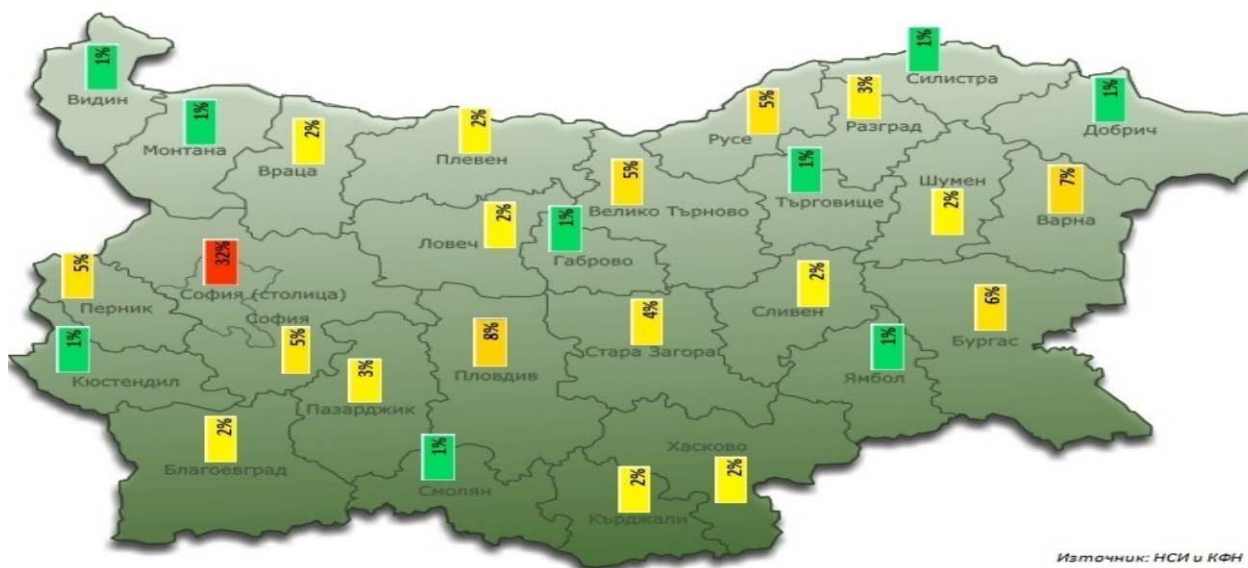 1%
Видин
1%
Монтана
2%
Враца
2%
Плевен
5%
Велико Търново
5%
Русе
3%
Разград
1%
Силистра
1%
Добрич
1%
Търговище
Шумен
2%
7%
Варна
2%
Ловеч
1%
Габрово
32%
София (столица)
5%
Перник
София
5%
1%
Кюстендил
3%
Пазарджик
8%
Пловдив
4%
Стара Загора
2%
Сливен
6%
Бургас
1%
Ямбол
2%
Благоевград
1%
Смолян
2%
Кърджали
Хасково
2%
Източник: НСИ и КФН